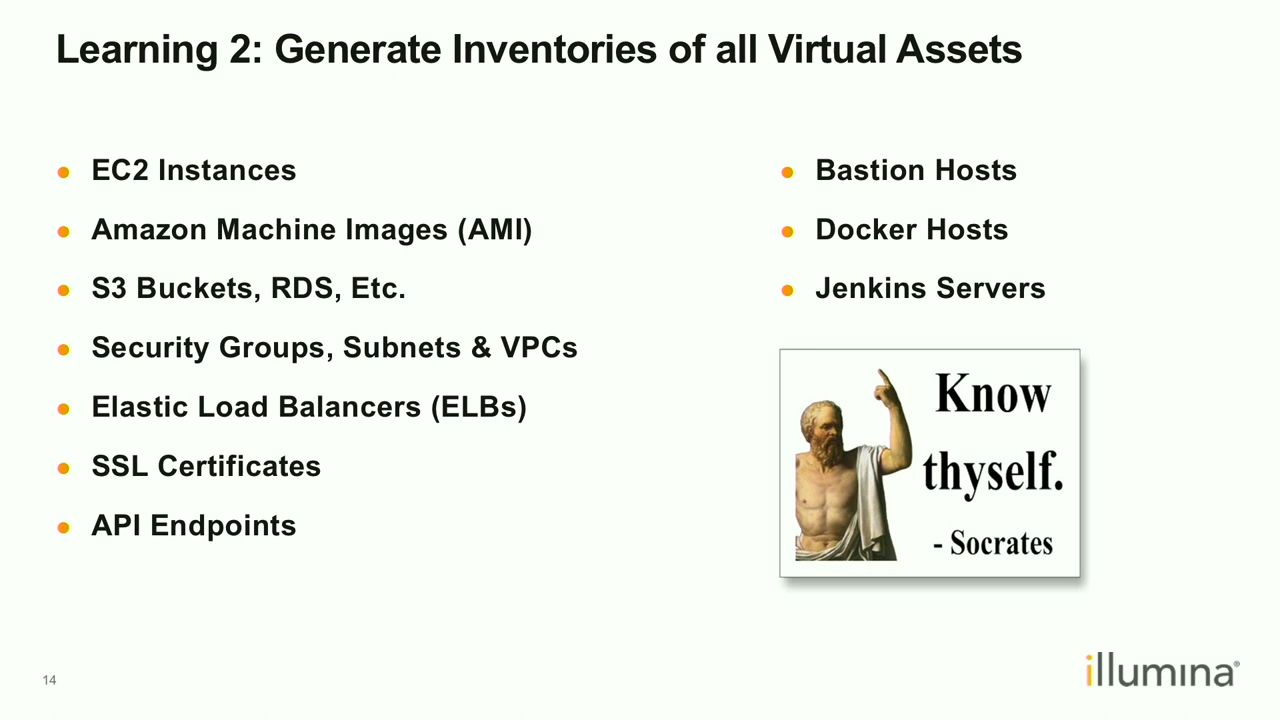 Learning 2: Generate Inventories of all Virtual Assets
● EC2 Instances
● Amazon Machine Images (AMI)
● S3 Buckets, RDS, Etc.
● Security Groups, Subnets & VPCs
● Elastic Load Balancers (ELBs)
● SSL Certificates
● API Endpoints
● Bastion Hosts
● Docker Hosts
● Jenkins Servers
Know
thyself.
- Socrates
14
illumina®